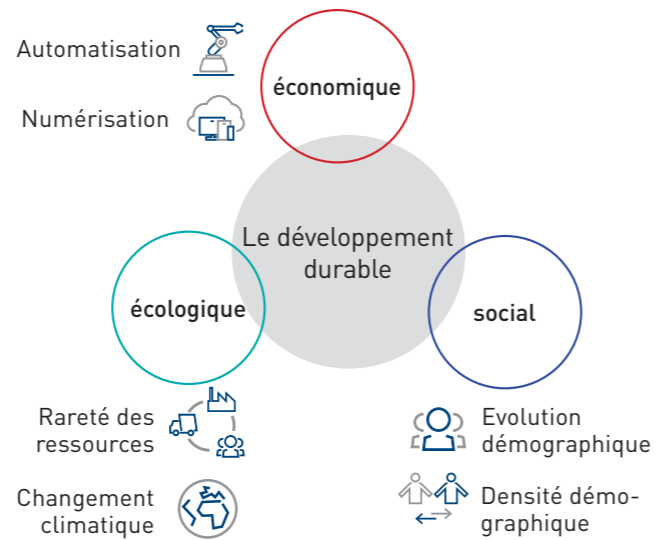 Automatisation
économique
Numérisation
Le développement
durable
écologique
social
Rareté des
ressources
Changement
climatique
Evolution
démographique
Densité démo-
graphique